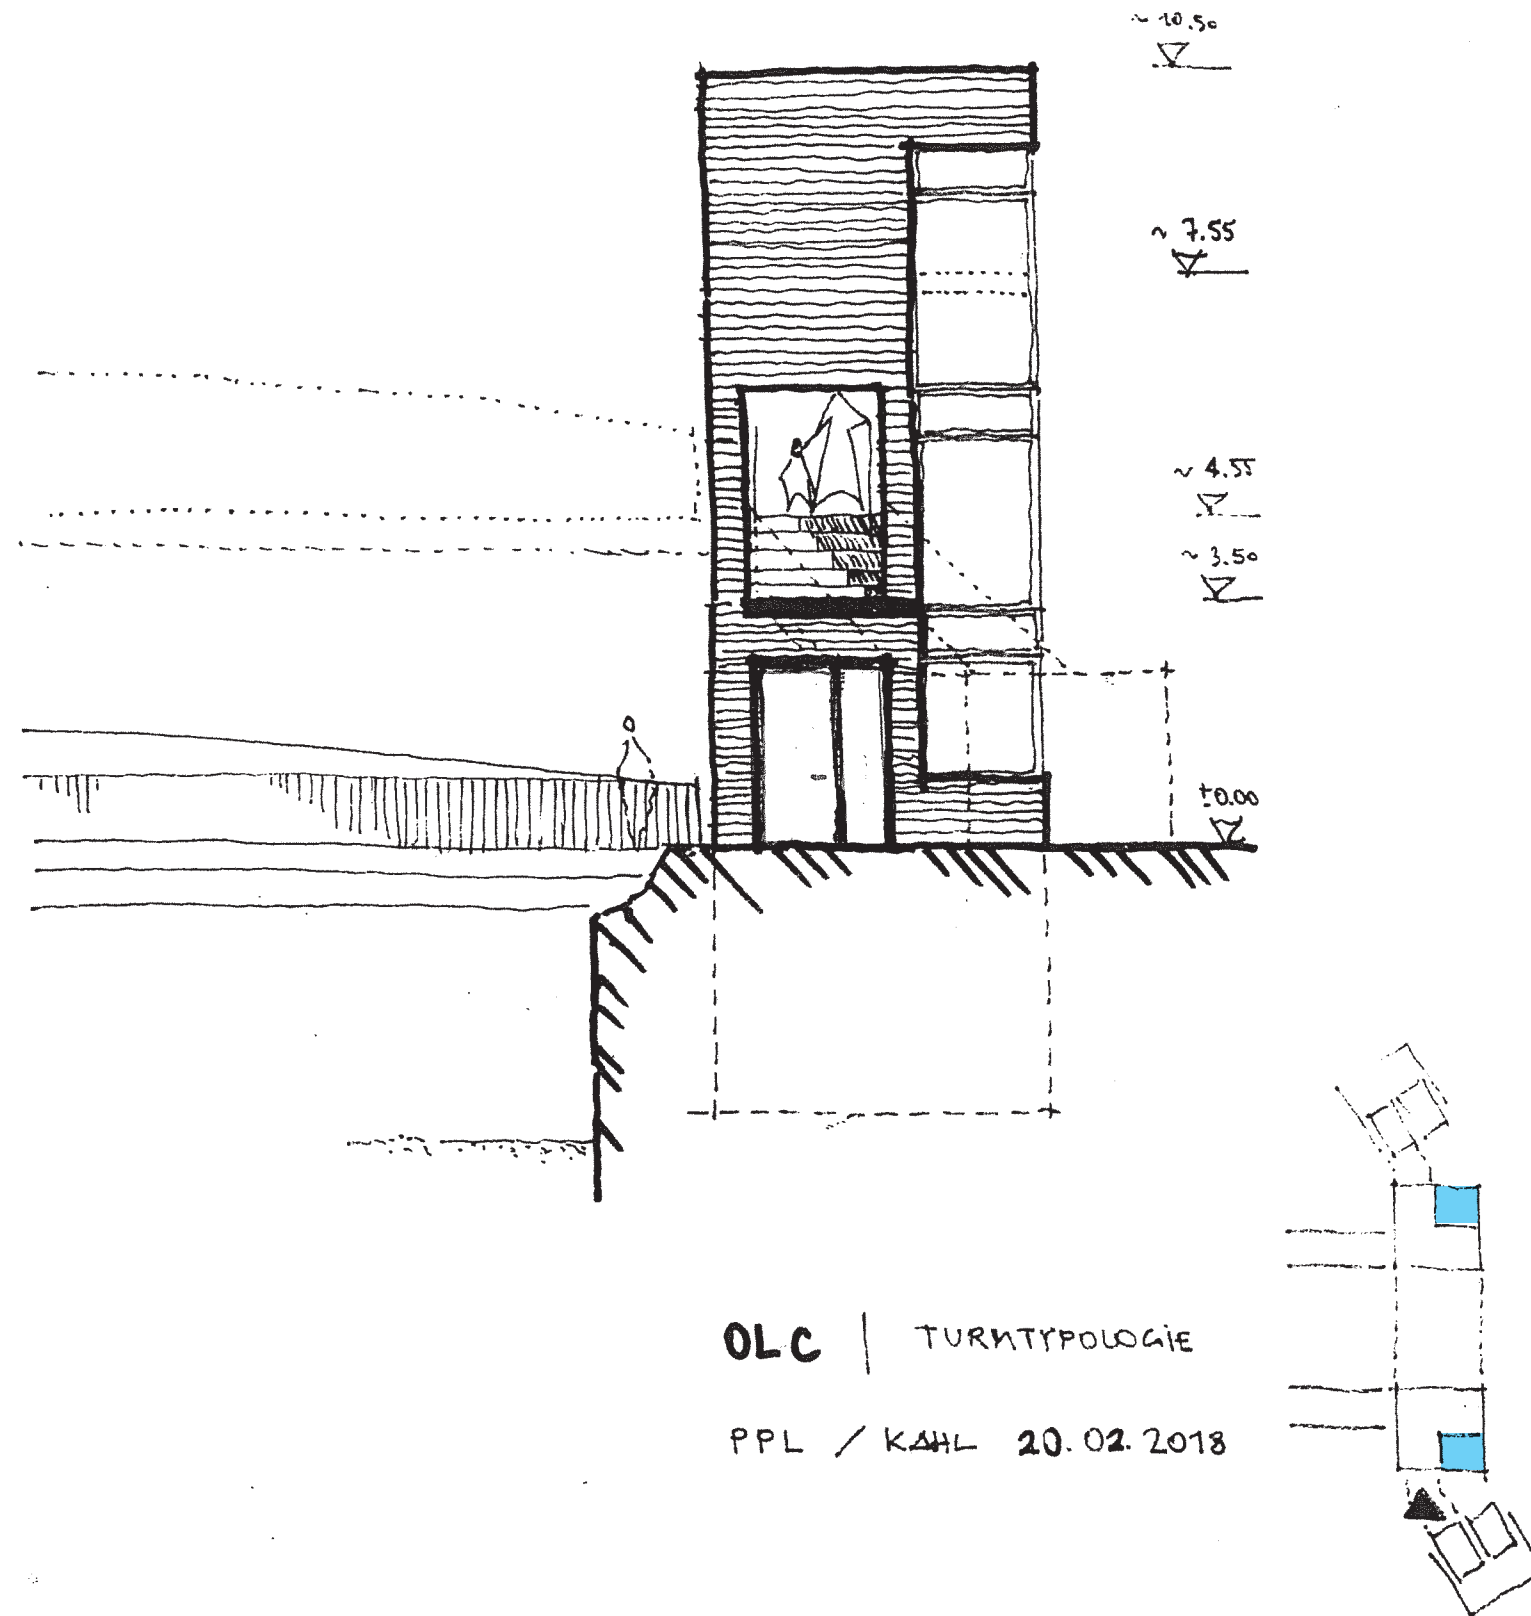 ~ 10.50
~ 7.55
~ 4.55
~ 3.50
±0.00
OLC | TURMTYPOLOGIE
PPL / KAHL 20.02.2018